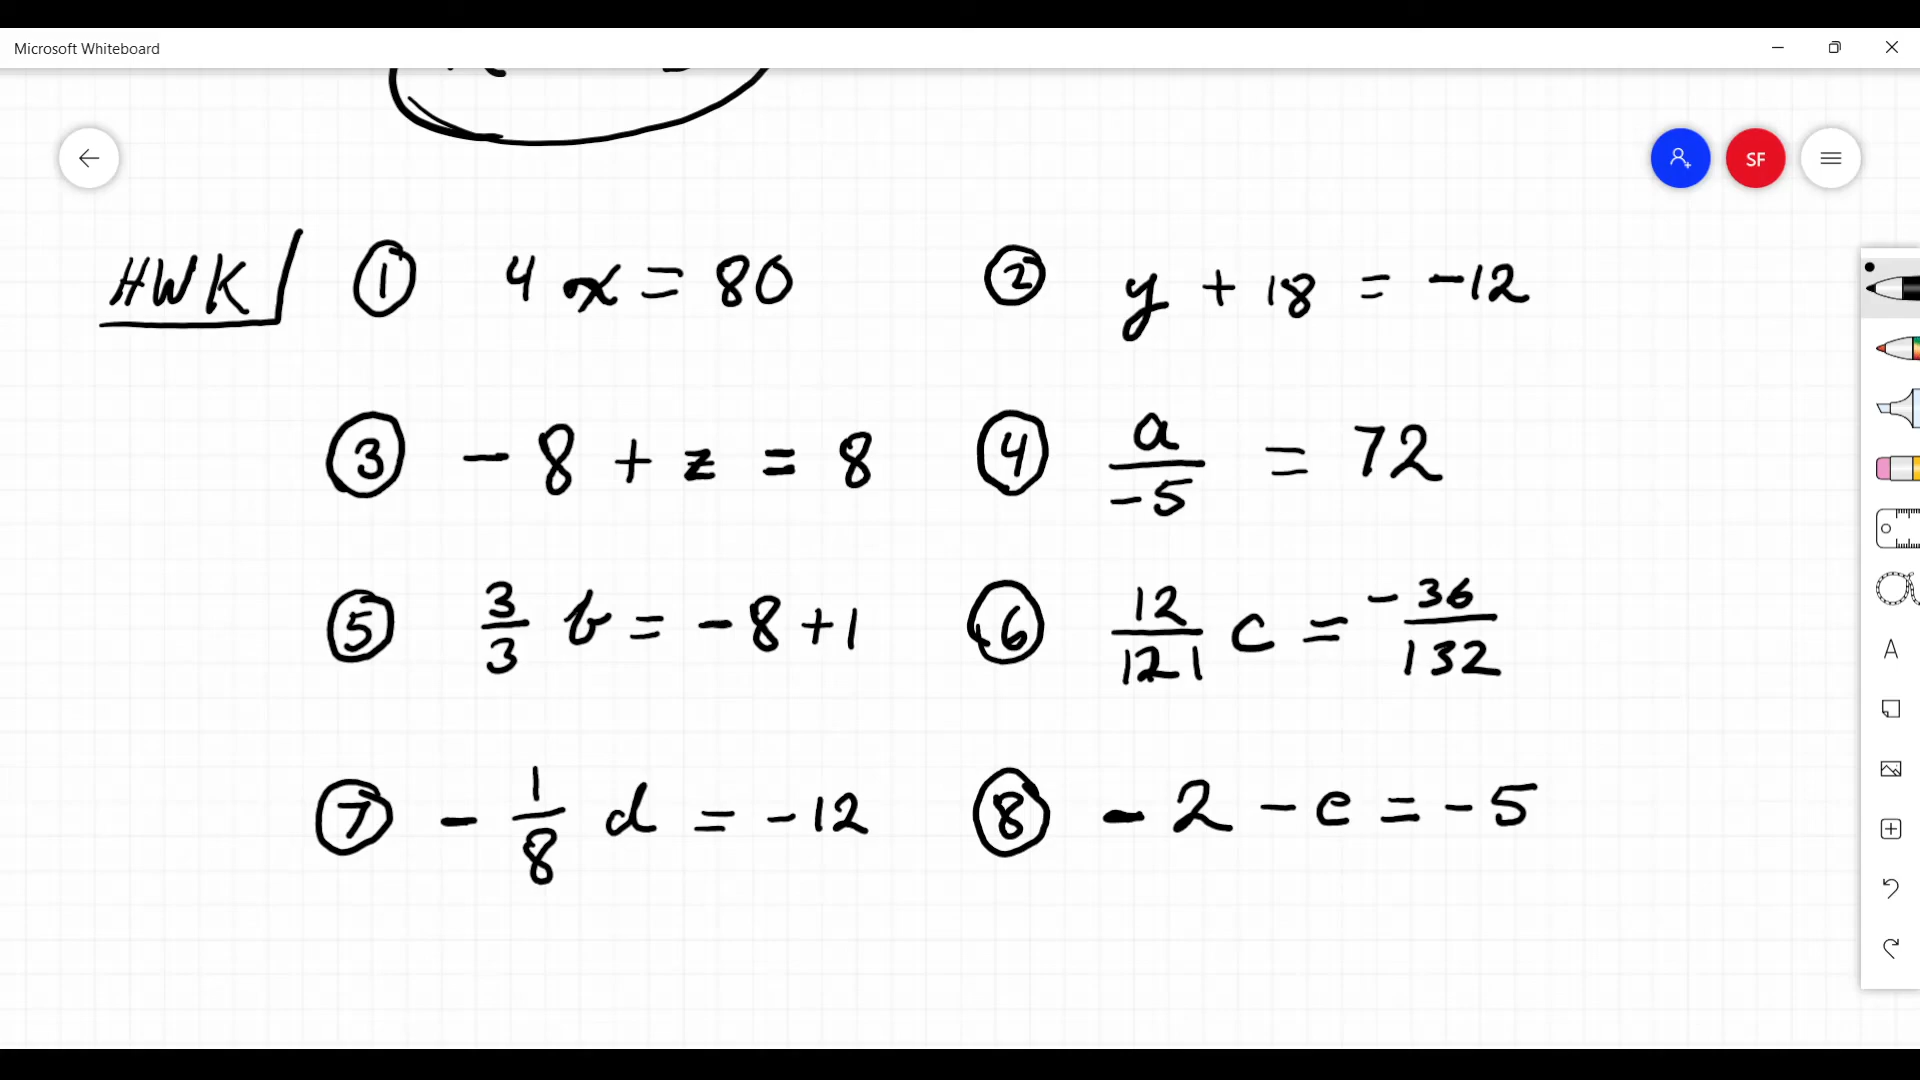 Microsoft Whiteboard
SF
HWK ① 4x = 80 ② y + 18 = -12
③ -8 + z = 8 ④ a/-5 = 72
⑤ 3/3 b = -8 + 1 ⑥ 12/121 c = -36/132
⑦ -1/8 d = -12 ⑧ -2 - e = -5